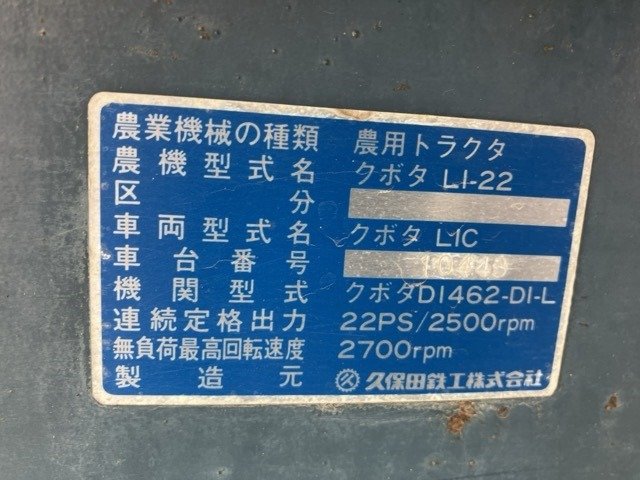 農業機械の種類 農用トラクタ
農機型式名 クボタ L1-22
区分
車両型式名 クボタ L1C
車台番号
機関型式 クボタD1462-DI-L
連続定格出力 22PS/2500rpm
無負荷最高回転速度 2700rpm
製造元 久保田鉄工株式会社